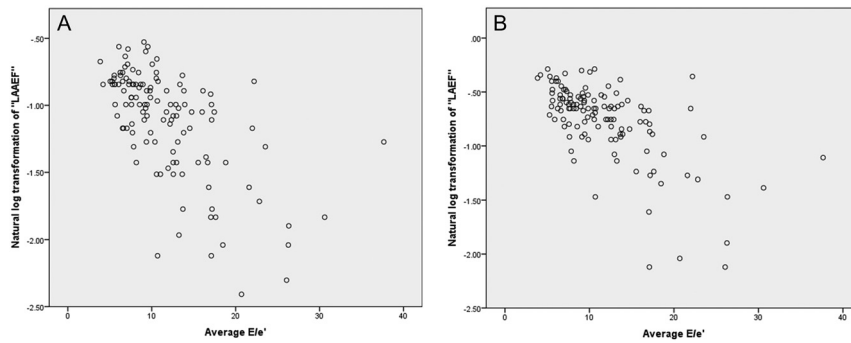 A
Natural log transformation of "LAAEF"
-.50
-1.00
-1.50
-2.00
-2.50
0 10 20 30 40
Average E/e'
B
Natural log transformation of "LAEF"
.00
-.50
-1.00
-1.50
-2.00
-2.50
0 10 20 30 40
Average E/e'